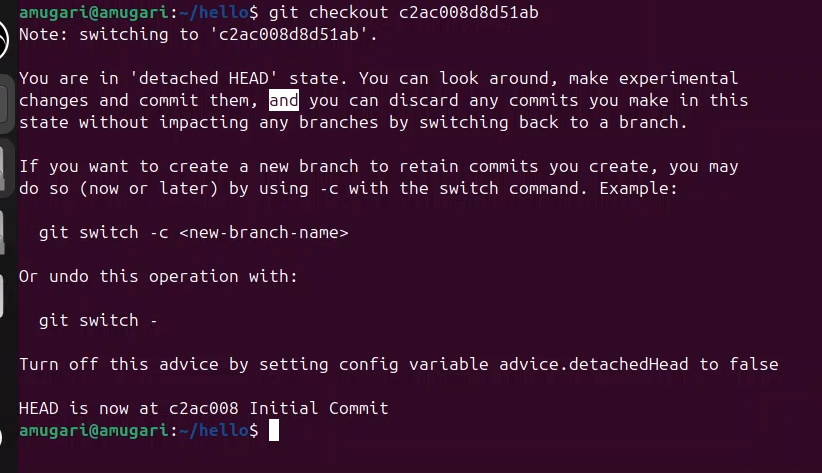 amugari@amugari:~/hello$ git checkout c2ac008d8d51ab
Note: switching to 'c2ac008d8d51ab'.
You are in 'detached HEAD' state. You can look around, make experimental
changes and commit them, and you can discard any commits you make in this
state without impacting any branches by switching back to a branch.
If you want to create a new branch to retain commits you create, you may
do so (now or later) by using -c with the switch command. Example:
git switch -c <new-branch-name>
Or undo this operation with:
git switch -
Turn off this advice by setting config variable advice.detachedHead to false
HEAD is now at c2ac008 Initial Commit
amugari@amugari:~/hello$